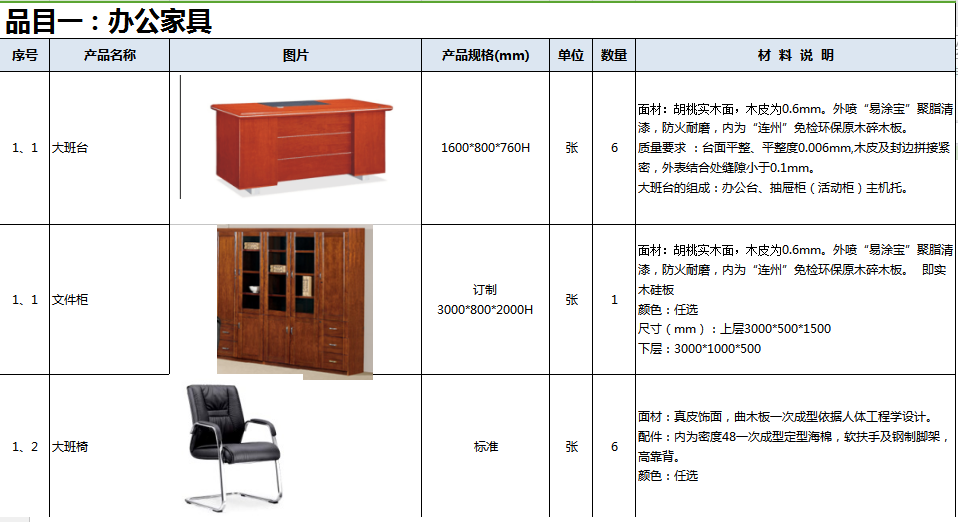 品目一：办公家具
序号 产品名称 图片 产品规格(mm) 单位 数量 材 料 说 明
1、1 大班台 1600*800*760H 张 6
面材：胡桃实木面，木皮为0.6mm。外喷“易涂宝”聚脂清
漆，防火耐磨，内为“连州”免检环保原木碎木板。
质量要求 ：台面平整、平整度0.006mm,木皮及封边拼接紧
密，外表结合处缝隙小于0.1mm。
大班台的组成：办公台、抽屉柜（活动柜）主机托。
1、1 文件柜 订制
3000*800*2000H 张 1
面材：胡桃实木面，木皮为0.6mm。外喷“易涂宝”聚脂清
漆，防火耐磨，内为“连州”免检环保原木碎木板。 即实
木硅板
颜色：任选
尺寸（mm）：上层3000*500*1500
下层：3000*1000*500
1、2 大班椅 标准 张 6
面材：真皮饰面，曲木板一次成型依据人体工程学设计。
配件：内为密度48一次成型定型海棉，软扶手及钢制脚架，
高靠背。
颜色：任选